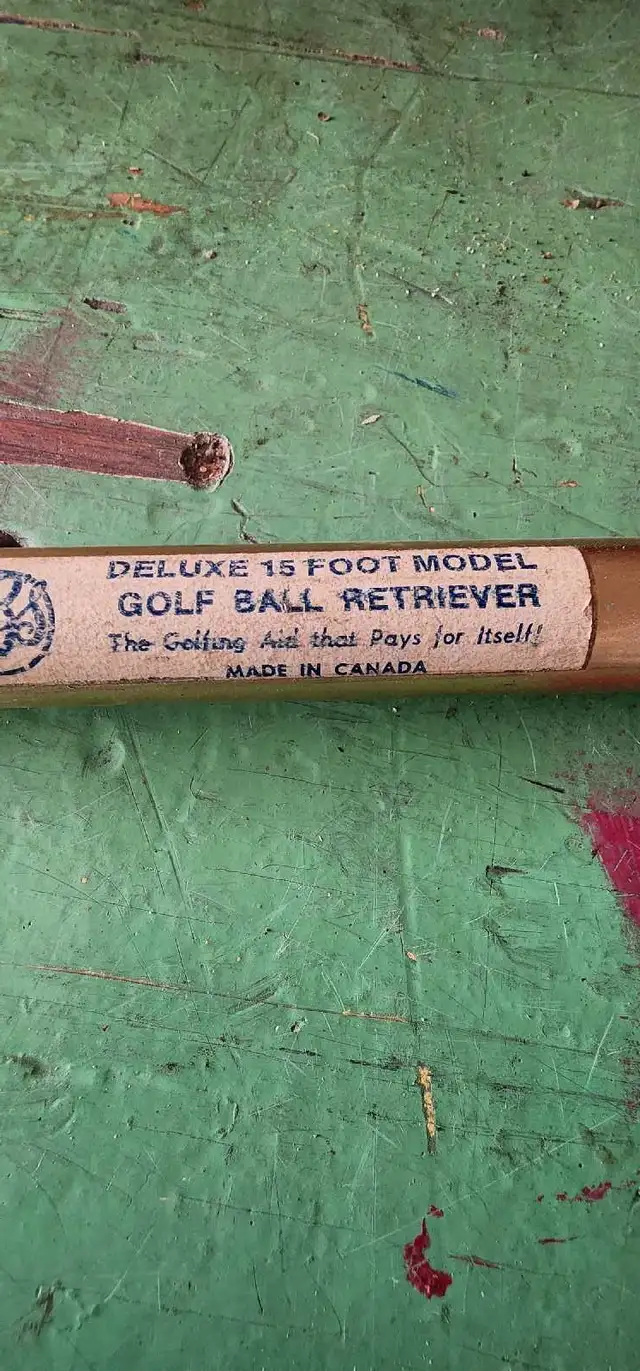 DELUXE 15 FOOT MODEL
GOLF BALL RETRIEVER
The Golfing Aid that Pays for Itself!
MADE IN CANADA